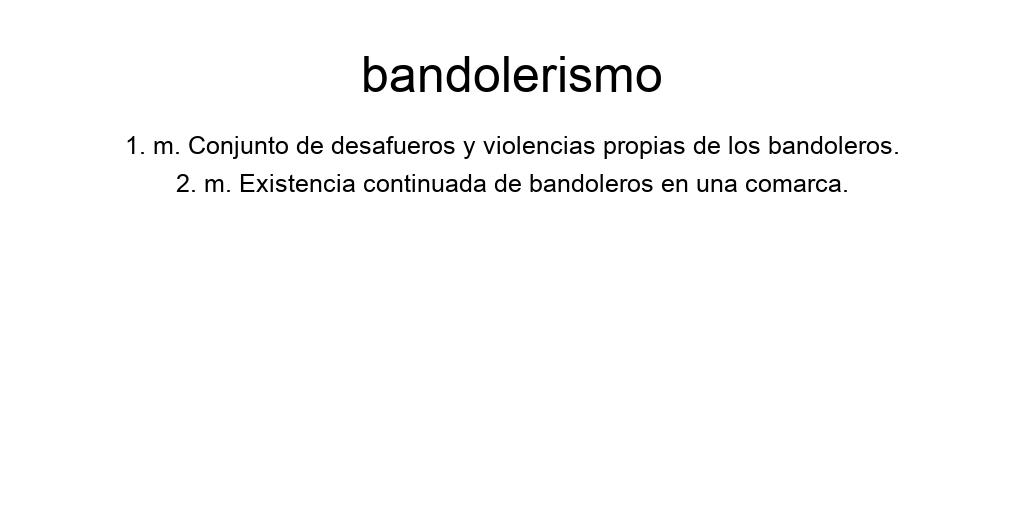 bandolerismo
1. m. Conjunto de desafueros y violencias propias de los bandoleros.
2. m. Existencia continuada de bandoleros en una comarca.